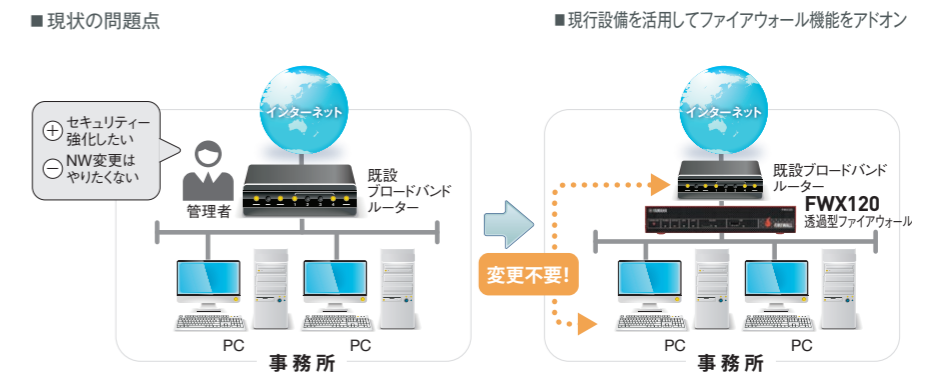 ■現状の問題点
インターネット
⊕ セキュリティー
強化したい
⊖ NW変更は
やりたくない
管理者
既設
ブロードバンド
ルーター
PC
PC
事務所
■現行設備を活用してファイアウォール機能をアドオン
インターネット
既設ブロードバンド
ルーター
FWX120
透過型ファイアウォール
変更不要!
PC
PC
事務所